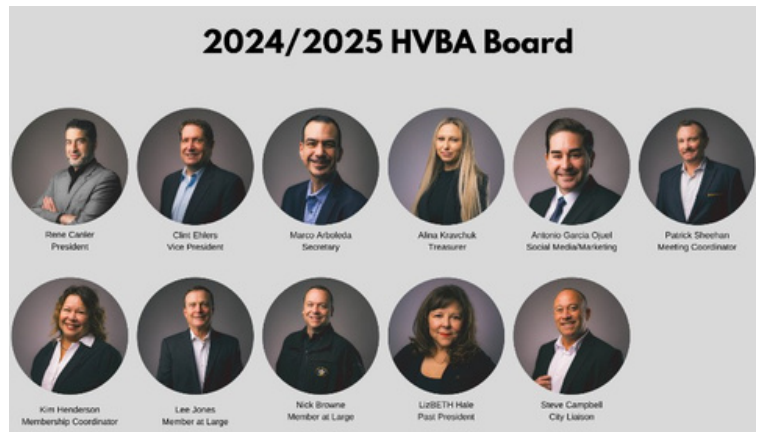 2024/2025 HVBA Board
Rene Canler
President
Clint Ehlers
Vice President
Marco Arboleda
Secretary
Alina Kravchuk
Treasurer
Antonio Garcia Ojuel
Social Media/Marketing
Patrick Sheehan
Meeting Coordinator
Kim Henderson
Membership Coordinator
Lee Jones
Member at Large
Nick Browne
Member at Large
LizBETH Hale
Past President
Steve Campbell
City Liaison